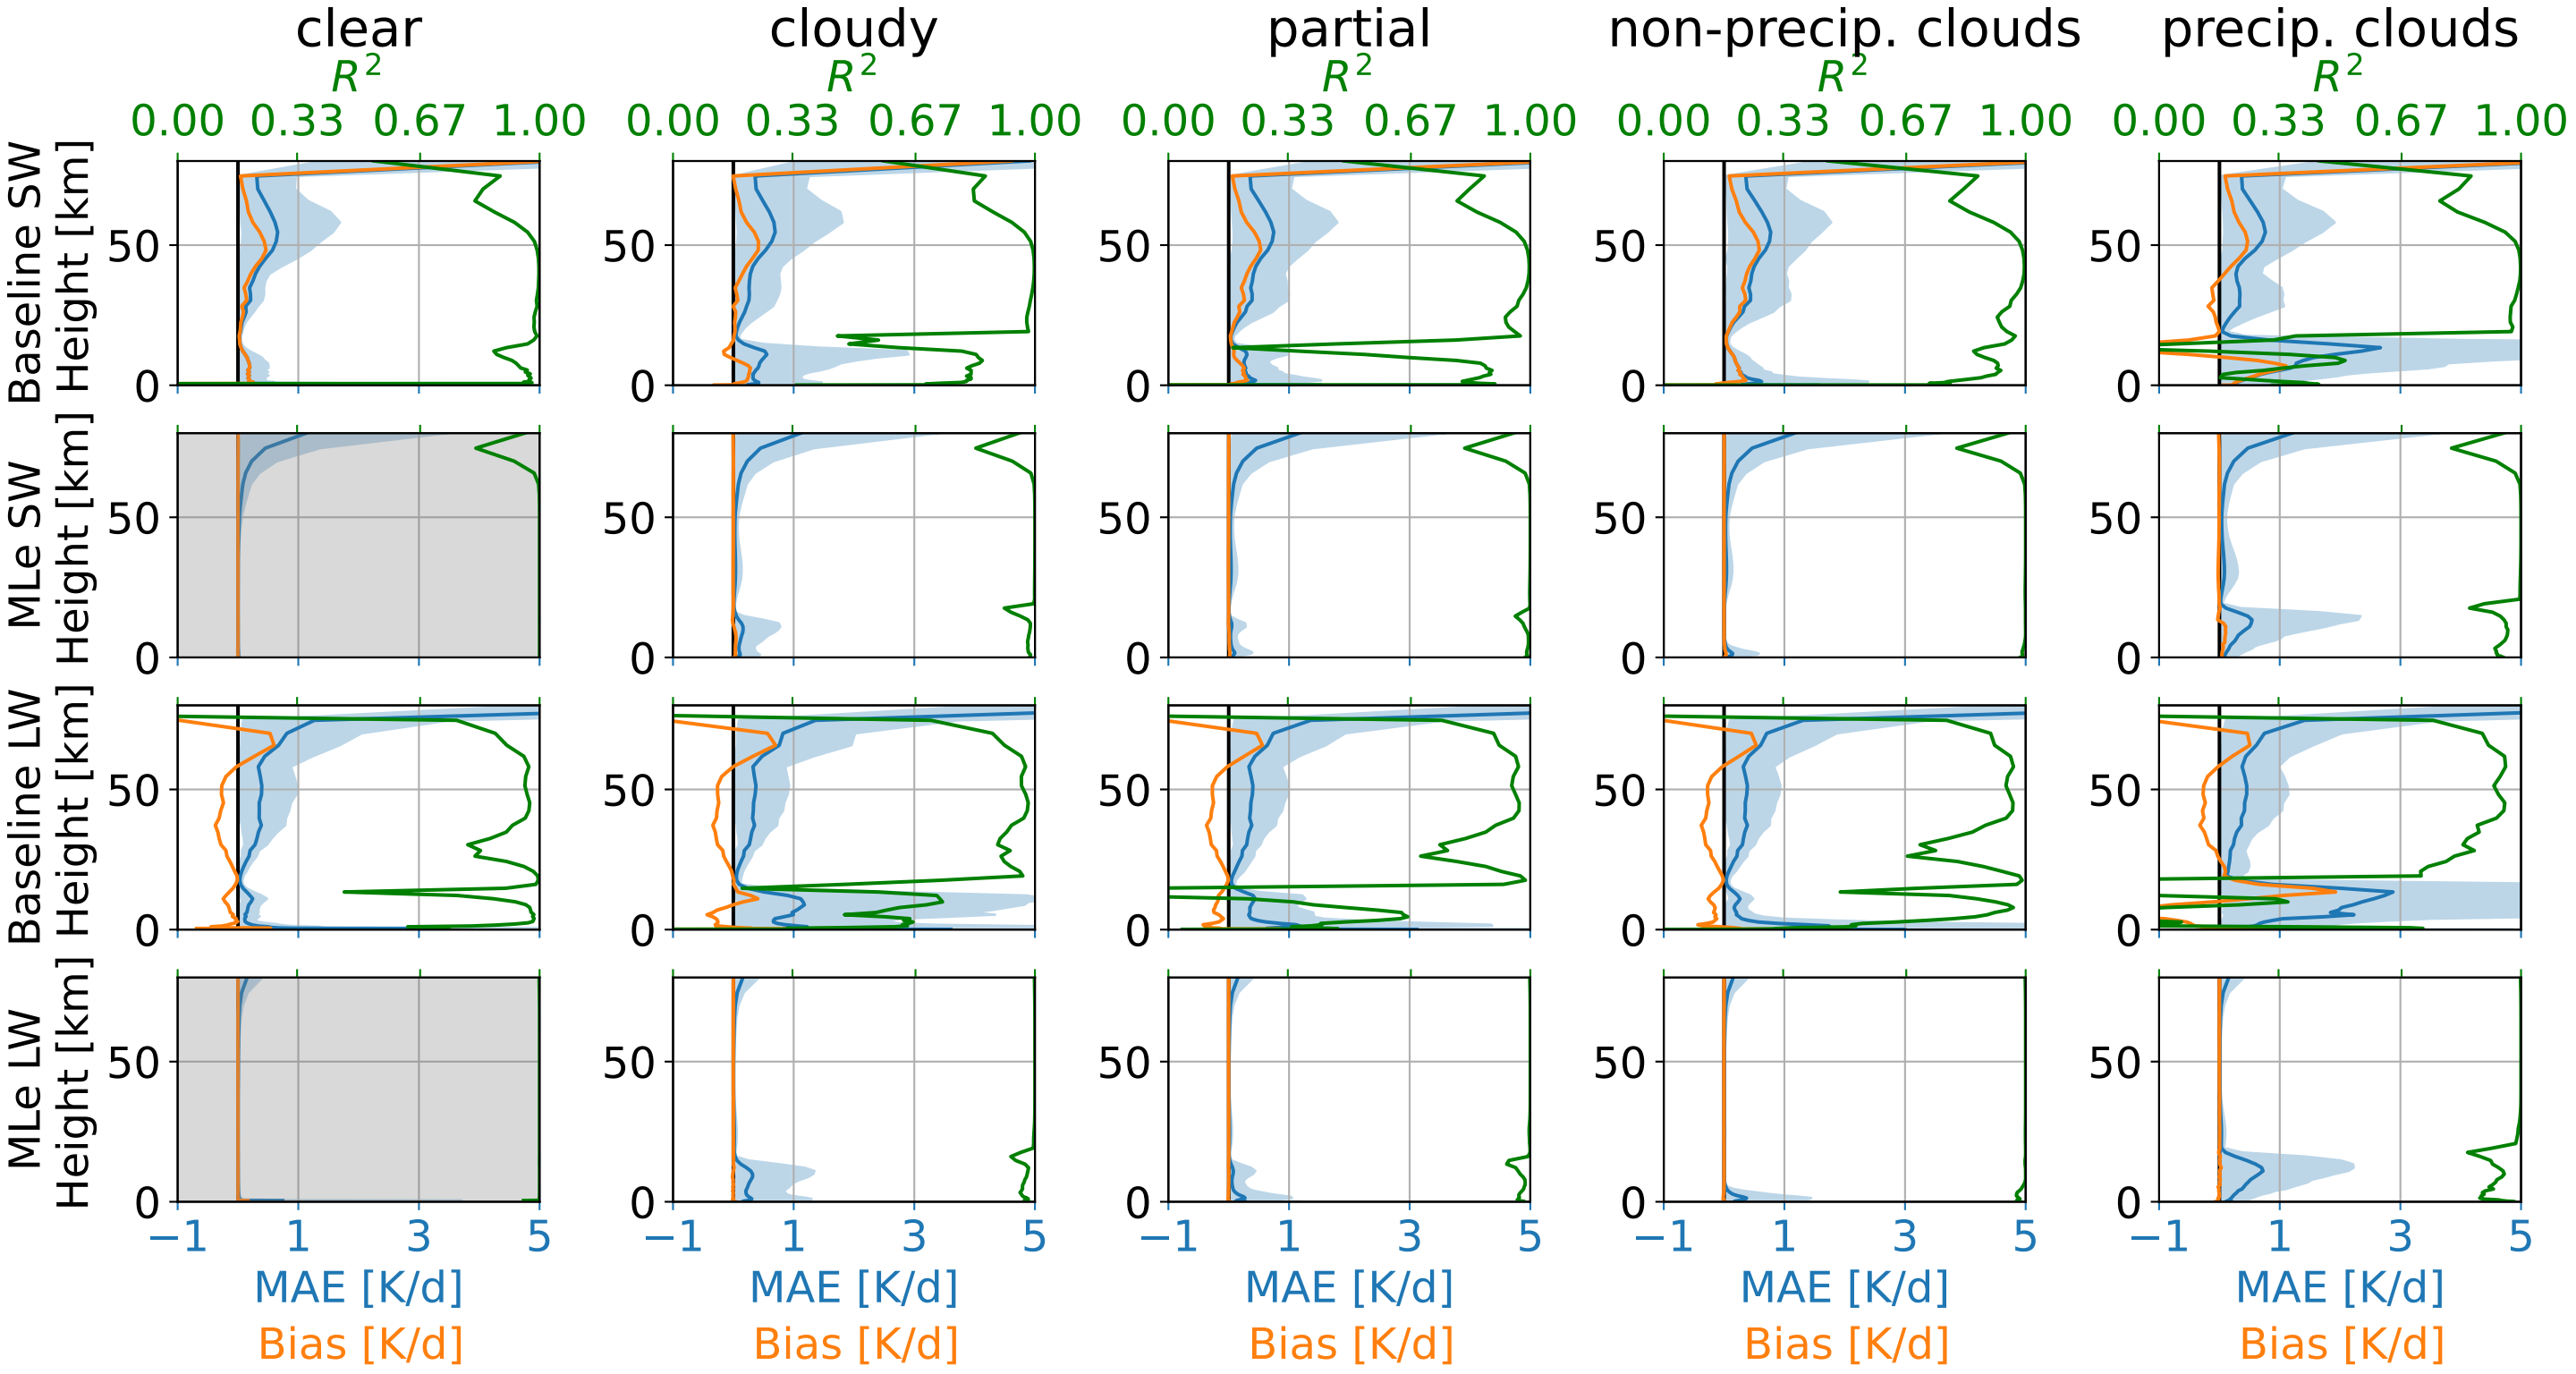 clear cloudy partial non-precip. clouds precip. clouds
R² R² R² R² R²
0.00 0.33 0.67 1.00 0.00 0.33 0.67 1.00 0.00 0.33 0.67 1.00 0.00 0.33 0.67 1.00 0.00 0.33 0.67 1.00
Baseline SW
Height [km]
50 50 50 50 50
0 0 0 0 0
MLe SW
Height [km]
50 50 50 50 50
0 0 0 0 0
Baseline LW
Height [km]
50 50 50 50 50
0 0 0 0 0
MLe LW
Height [km]
50 50 50 50 50
0 0 0 0 0
−1 1 3 5 −1 1 3 5 −1 1 3 5 −1 1 3 5 −1 1 3 5
MAE [K/d] MAE [K/d] MAE [K/d] MAE [K/d] MAE [K/d]
Bias [K/d] Bias [K/d] Bias [K/d] Bias [K/d] Bias [K/d]